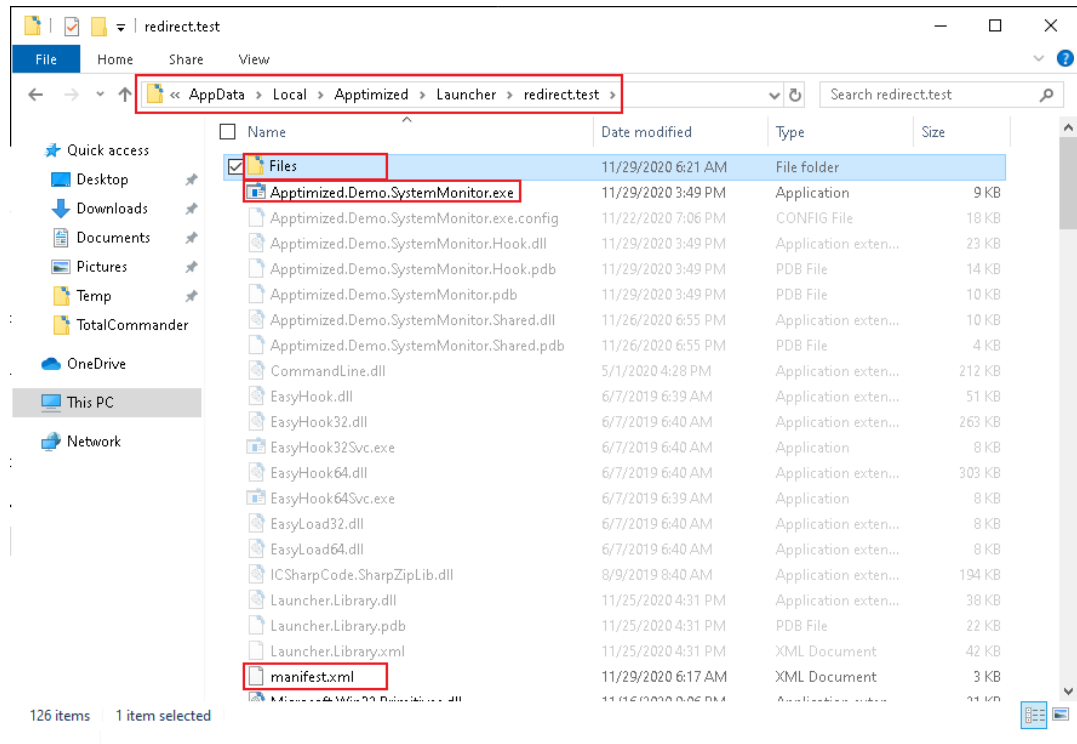 redirect.test
File Home Share View
« AppData > Local > Apptimized > Launcher > redirect.test > Search redirect.test
Quick access
Desktop
Downloads
Documents
Pictures
Temp
TotalCommander
OneDrive
This PC
Network
Name Date modified Type Size
Files 11/29/2020 6:21 AM File folder
Apptimized.Demo.SystemMonitor.exe 11/29/2020 3:49 PM Application 9 KB
Apptimized.Demo.SystemMonitor.exe.config 11/22/2020 7:06 PM CONFIG File 18 KB
Apptimized.Demo.SystemMonitor.Hook.dll 11/29/2020 3:49 PM Application exten... 23 KB
Apptimized.Demo.SystemMonitor.Hook.pdb 11/29/2020 3:49 PM PDB File 14 KB
Apptimized.Demo.SystemMonitor.pdb 11/29/2020 3:49 PM PDB File 10 KB
Apptimized.Demo.SystemMonitor.Shared.dll 11/26/2020 6:55 PM Application exten... 10 KB
Apptimized.Demo.SystemMonitor.Shared.pdb 11/26/2020 6:55 PM PDB File 4 KB
CommandLine.dll 5/1/2020 4:28 PM Application exten... 212 KB
EasyHook.dll 6/7/2019 6:39 AM Application exten... 51 KB
EasyHook32.dll 6/7/2019 6:40 AM Application exten... 263 KB
EasyHook32Svc.exe 6/7/2019 6:40 AM Application 8 KB
EasyHook64.dll 6/7/2019 6:40 AM Application exten... 303 KB
EasyHook64Svc.exe 6/7/2019 6:39 AM Application 8 KB
EasyLoad32.dll 6/7/2019 6:40 AM Application exten... 8 KB
EasyLoad64.dll 6/7/2019 6:40 AM Application exten... 8 KB
ICSharpCode.SharpZipLib.dll 8/9/2019 8:40 AM Application exten... 194 KB
Launcher.Library.dll 11/25/2020 4:31 PM Application exten... 38 KB
Launcher.Library.pdb 11/25/2020 4:31 PM PDB File 22 KB
Launcher.Library.xml 11/25/2020 4:31 PM XML Document 42 KB
manifest.xml 11/29/2020 6:17 AM XML Document 3 KB
Microsoft.Win32.Primitives.dll
126 items 1 item selected